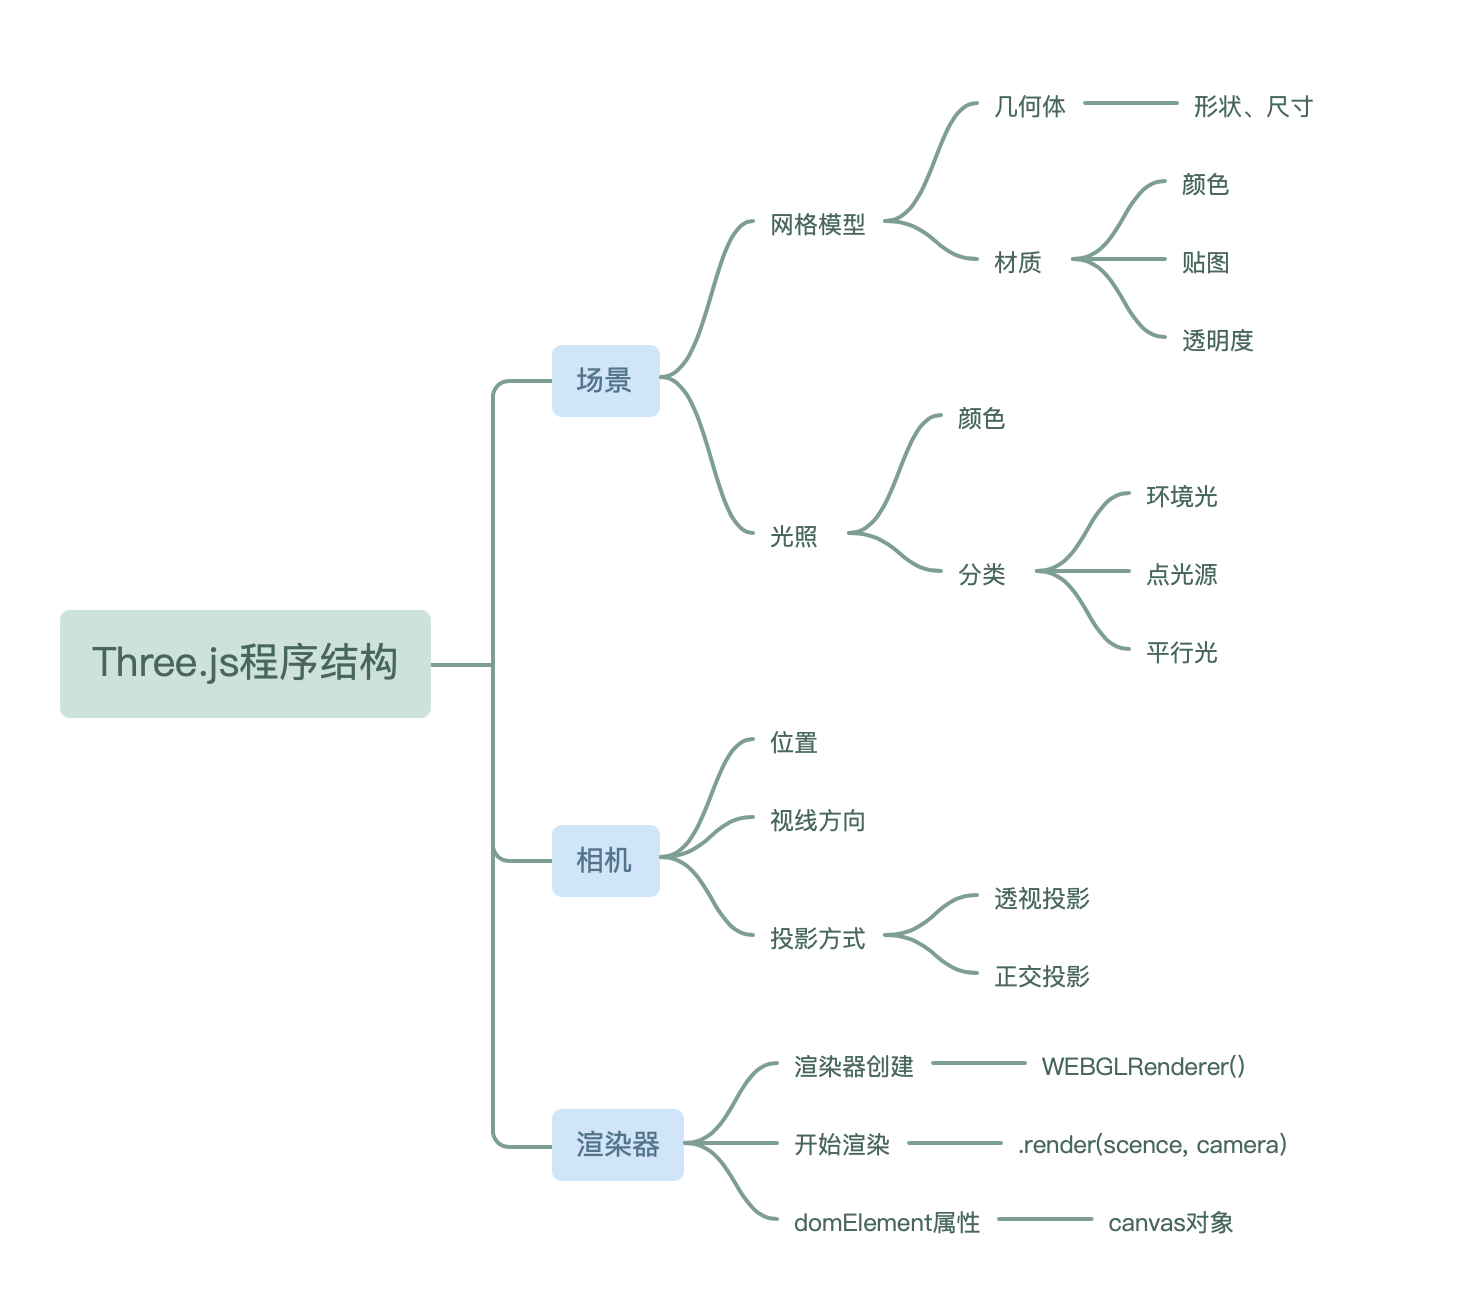 Three.js程序结构
场景
网格模型
几何体
形状、尺寸
材质
颜色
贴图
透明度
光照
颜色
分类
环境光
点光源
平行光
相机
位置
视线方向
投影方式
透视投影
正交投影
渲染器
渲染器创建
WEBGLRenderer()
开始渲染
.render(scence, camera)
domElement属性
canvas对象